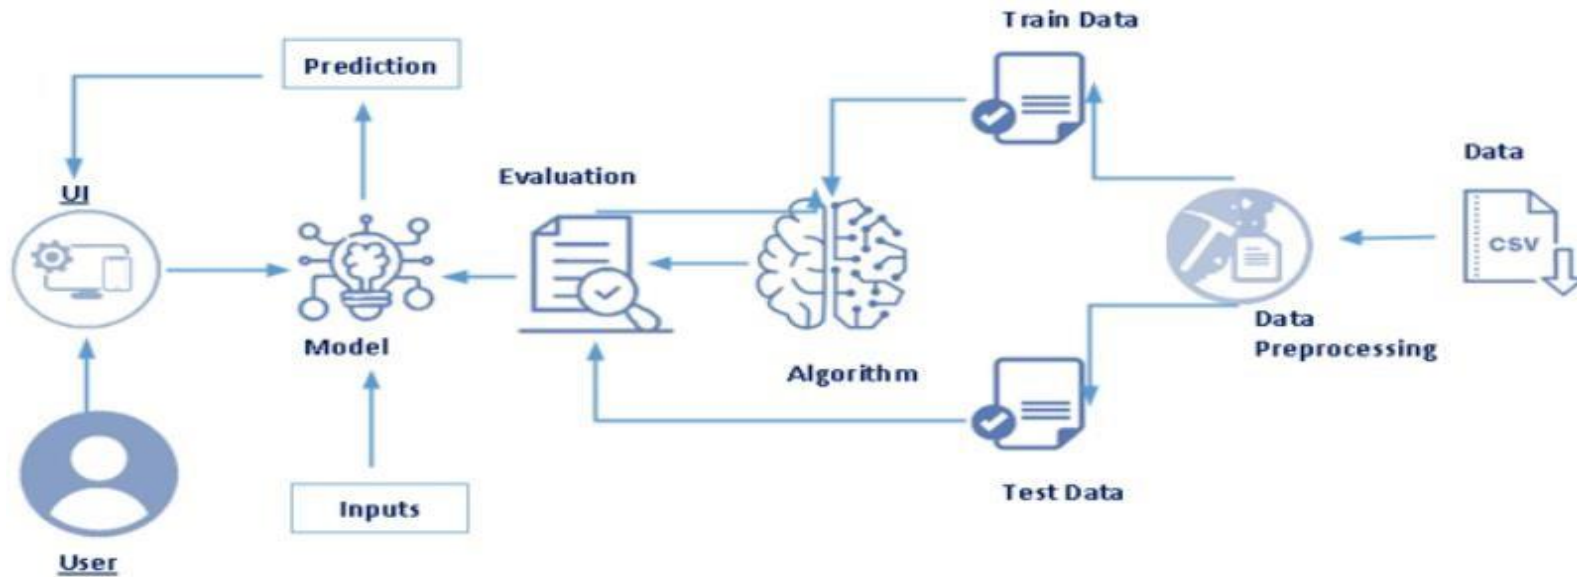 Train Data
Prediction
Data
Evaluation
UI
CSV
Data
Preprocessing
Model
Algorithm
Test Data
Inputs
User